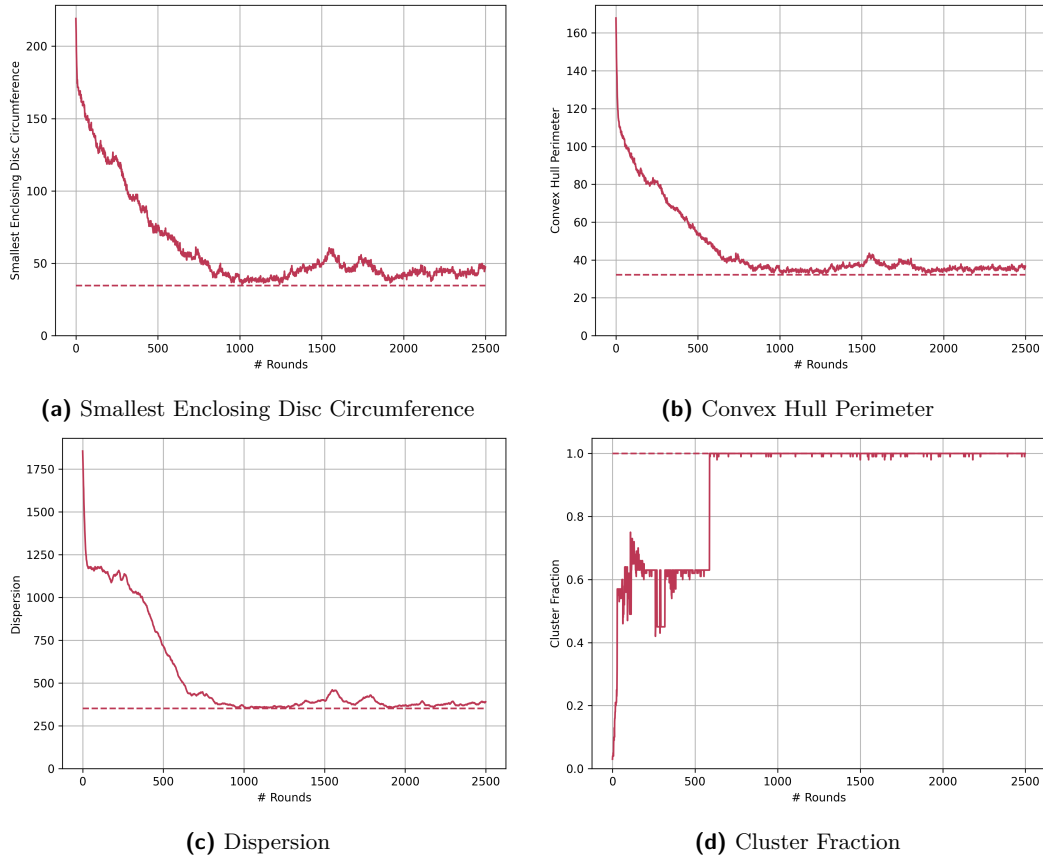 200
150
100
50
0
Smallest Enclosing Disc Circumference
0 500 1000 1500 2000 2500
# Rounds
(a) Smallest Enclosing Disc Circumference
160
140
120
100
80
60
40
20
0
Convex Hull Perimeter
0 500 1000 1500 2000 2500
# Rounds
(b) Convex Hull Perimeter
1750
1500
1250
1000
750
500
250
0
Dispersion
0 500 1000 1500 2000 2500
# Rounds
(c) Dispersion
1.0
0.8
0.6
0.4
0.2
0.0
Cluster Fraction
0 500 1000 1500 2000 2500
# Rounds
(d) Cluster Fraction